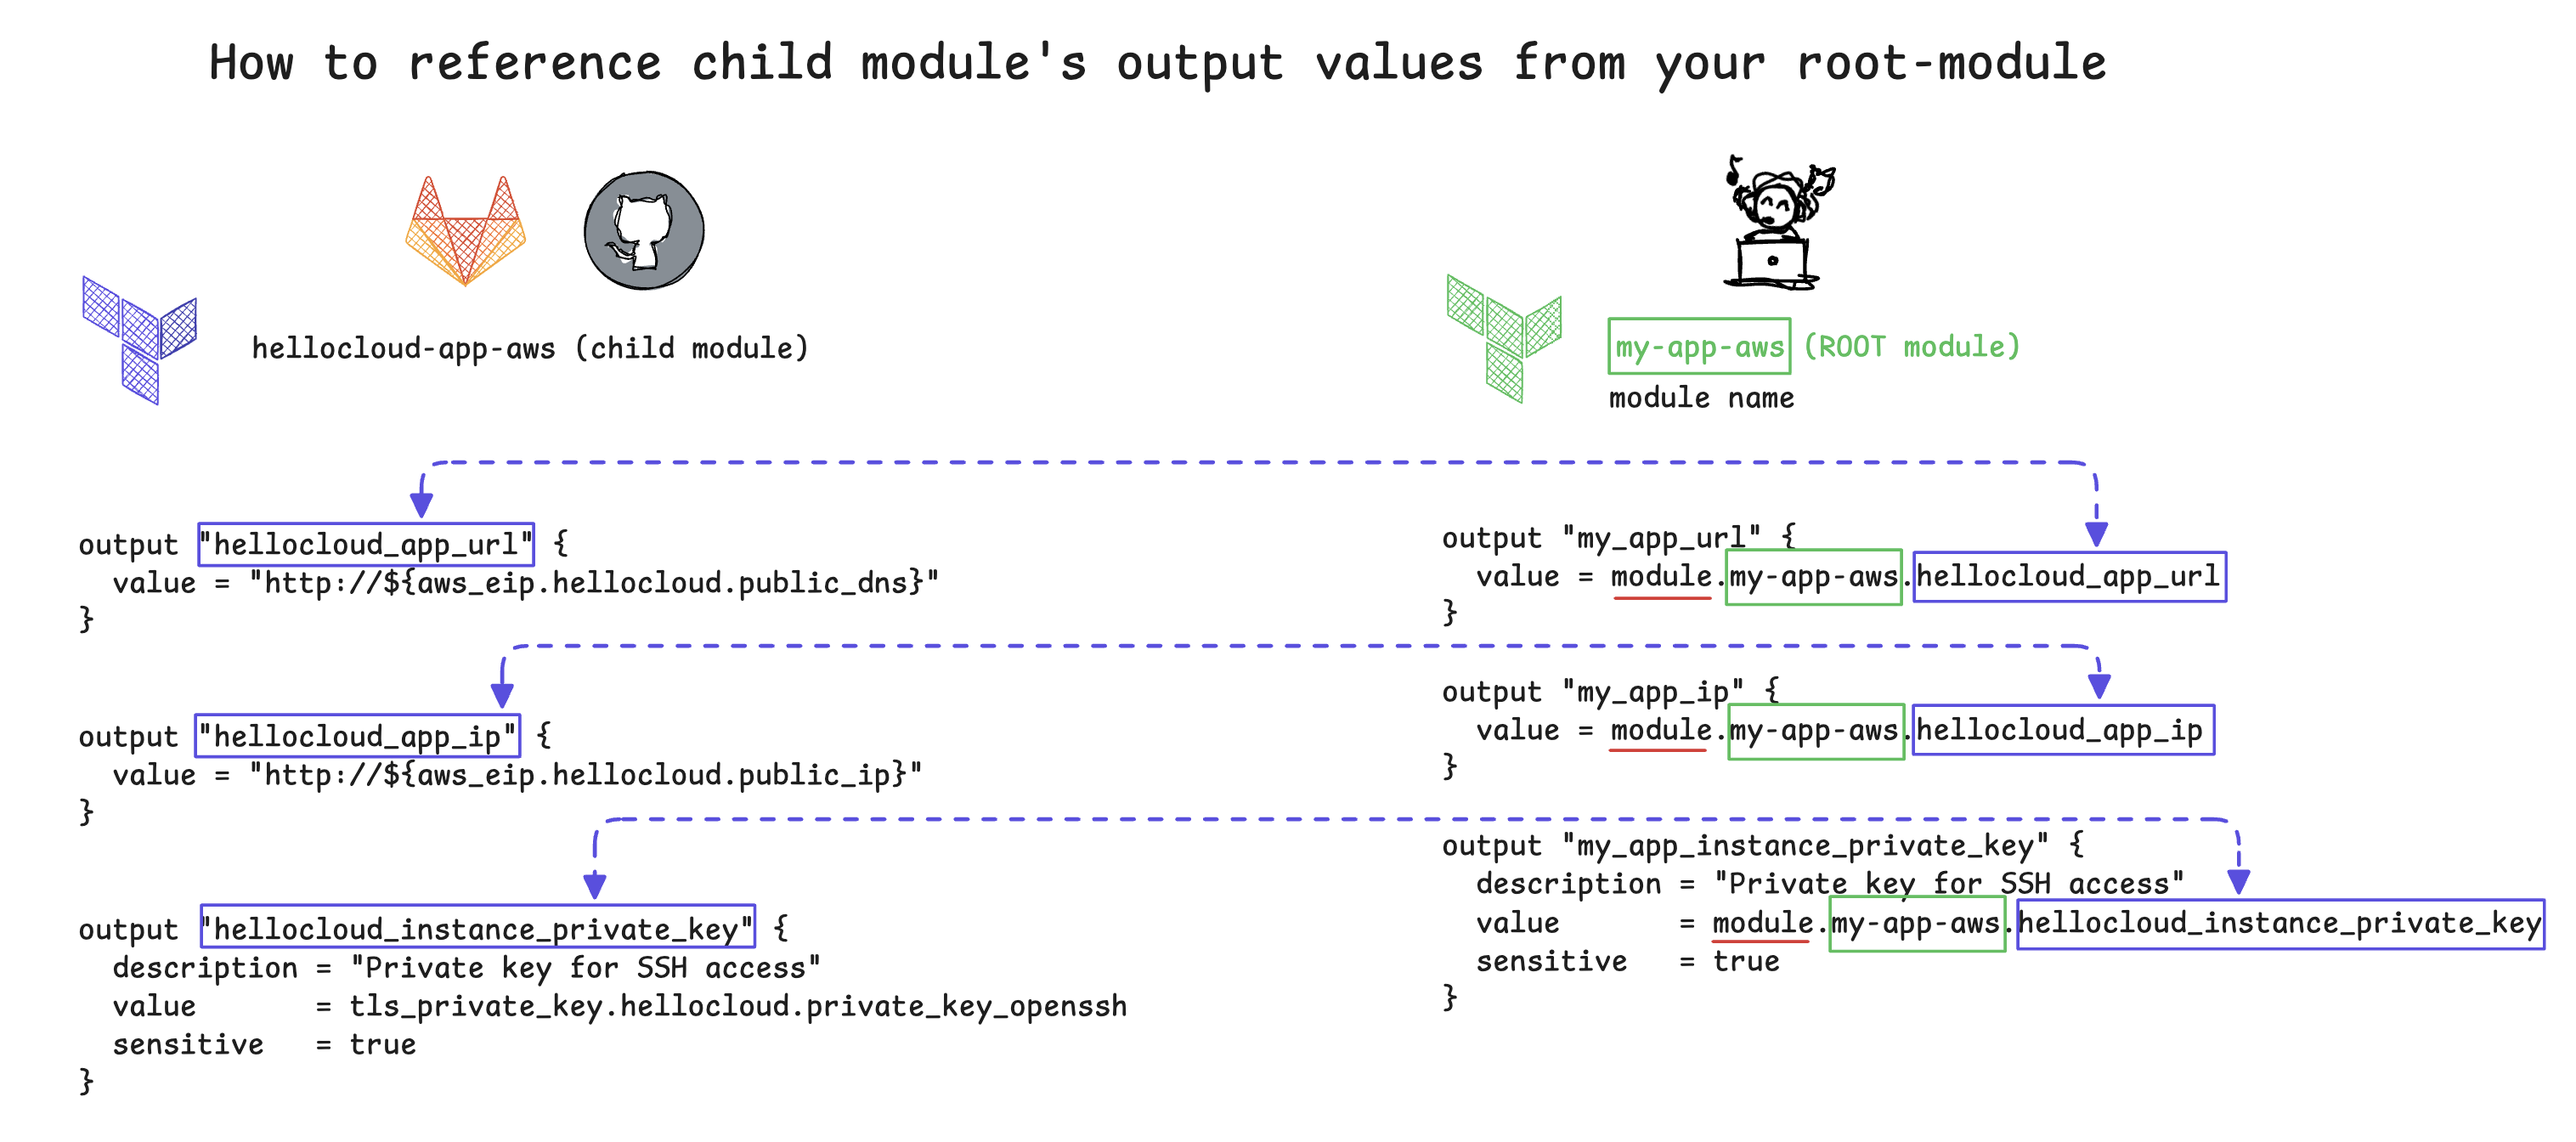 How to reference child module's output values from your root-module
hellocloud-app-aws (child module)
output "hellocloud_app_url" {
  value = "http://${aws_eip.hellocloud.public_dns}"
}
output "hellocloud_app_ip" {
  value = "http://${aws_eip.hellocloud.public_ip}"
}
output "hellocloud_instance_private_key" {
  description = "Private key for SSH access"
  value       = tls_private_key.hellocloud.private_key_openssh
  sensitive   = true
}
my-app-aws (ROOT module)
module name
output "my_app_url" {
  value = module.my-app-aws.hellocloud_app_url
}
output "my_app_ip" {
  value = module.my-app-aws.hellocloud_app_ip
}
output "my_app_instance_private_key" {
  description = "Private key for SSH access"
  value       = module.my-app-aws.hellocloud_instance_private_key
  sensitive   = true
}